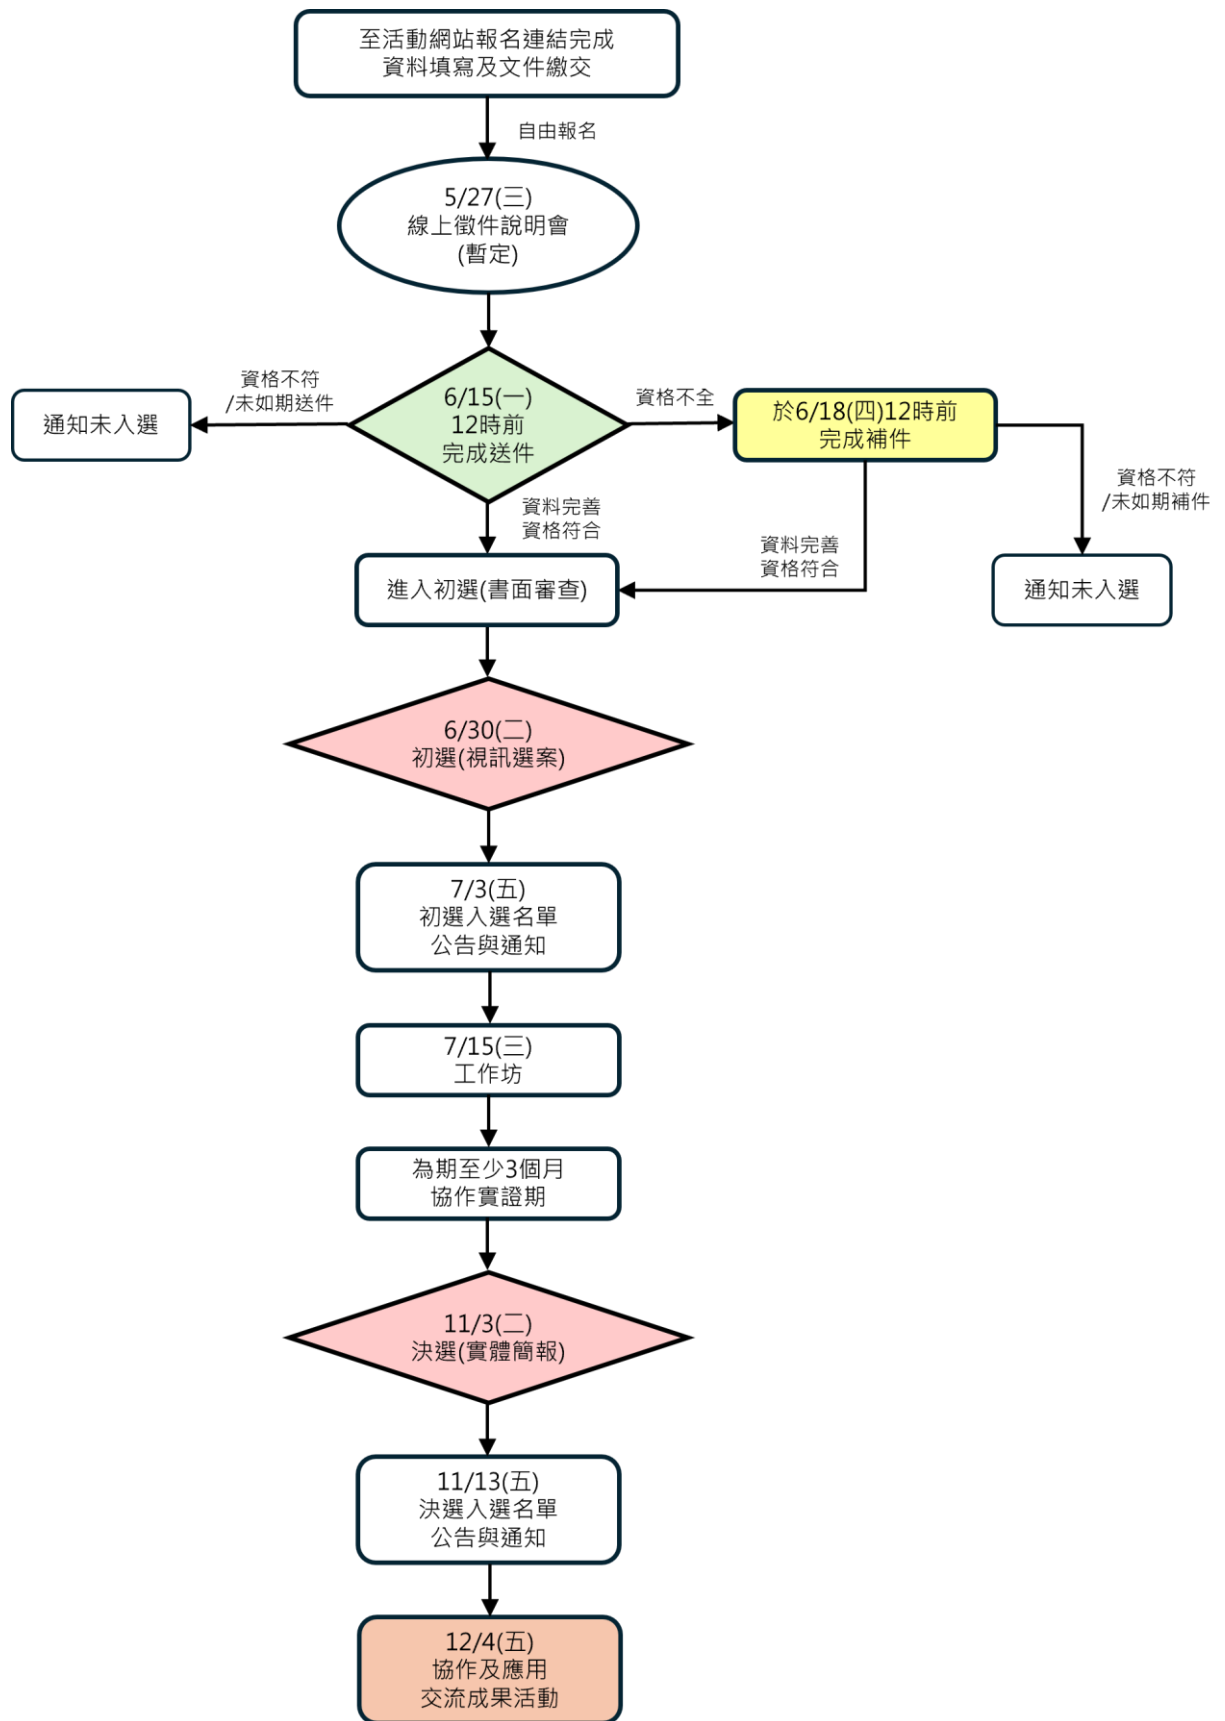 至活動網站報名連結完成
資料填寫及文件繳交
自由報名
5/27(三)
線上徵件說明會
(暫定)
資格不符
/未如期送件
通知未入選
6/15(一)
12時前
完成送件
資格不全
於6/18(四)12時前
完成補件
資格不符
/未如期補件
資料完善
資格符合
資料完善
資格符合
進入初選(書面審查)
通知未入選
6/30(二)
初選(視訊選案)
7/3(五)
初選入選名單
公告與通知
7/15(三)
工作坊
為期至少3個月
協作實證期
11/3(二)
決選(實體簡報)
11/13(五)
決選入選名單
公告與通知
12/4(五)
協作及應用
交流成果活動